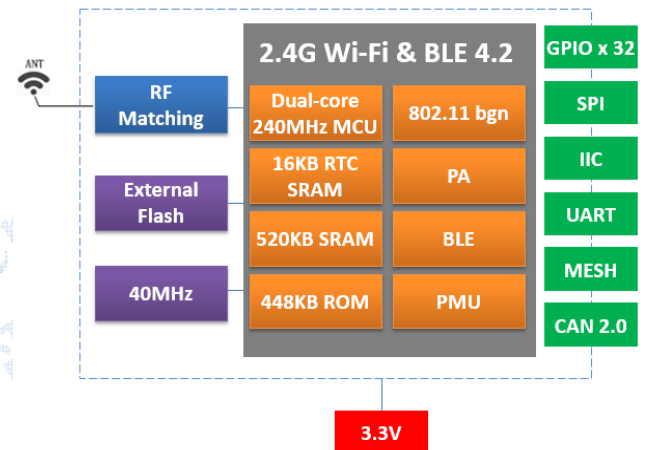 2.4G Wi-Fi & BLE 4.2
ANT
RF
Matching
External
Flash
40MHz
Dual-core
240MHz MCU
802.11 bgn
16KB RTC
SRAM
PA
520KB SRAM
BLE
448KB ROM
PMU
GPIO x 32
SPI
IIC
UART
MESH
CAN 2.0
3.3V